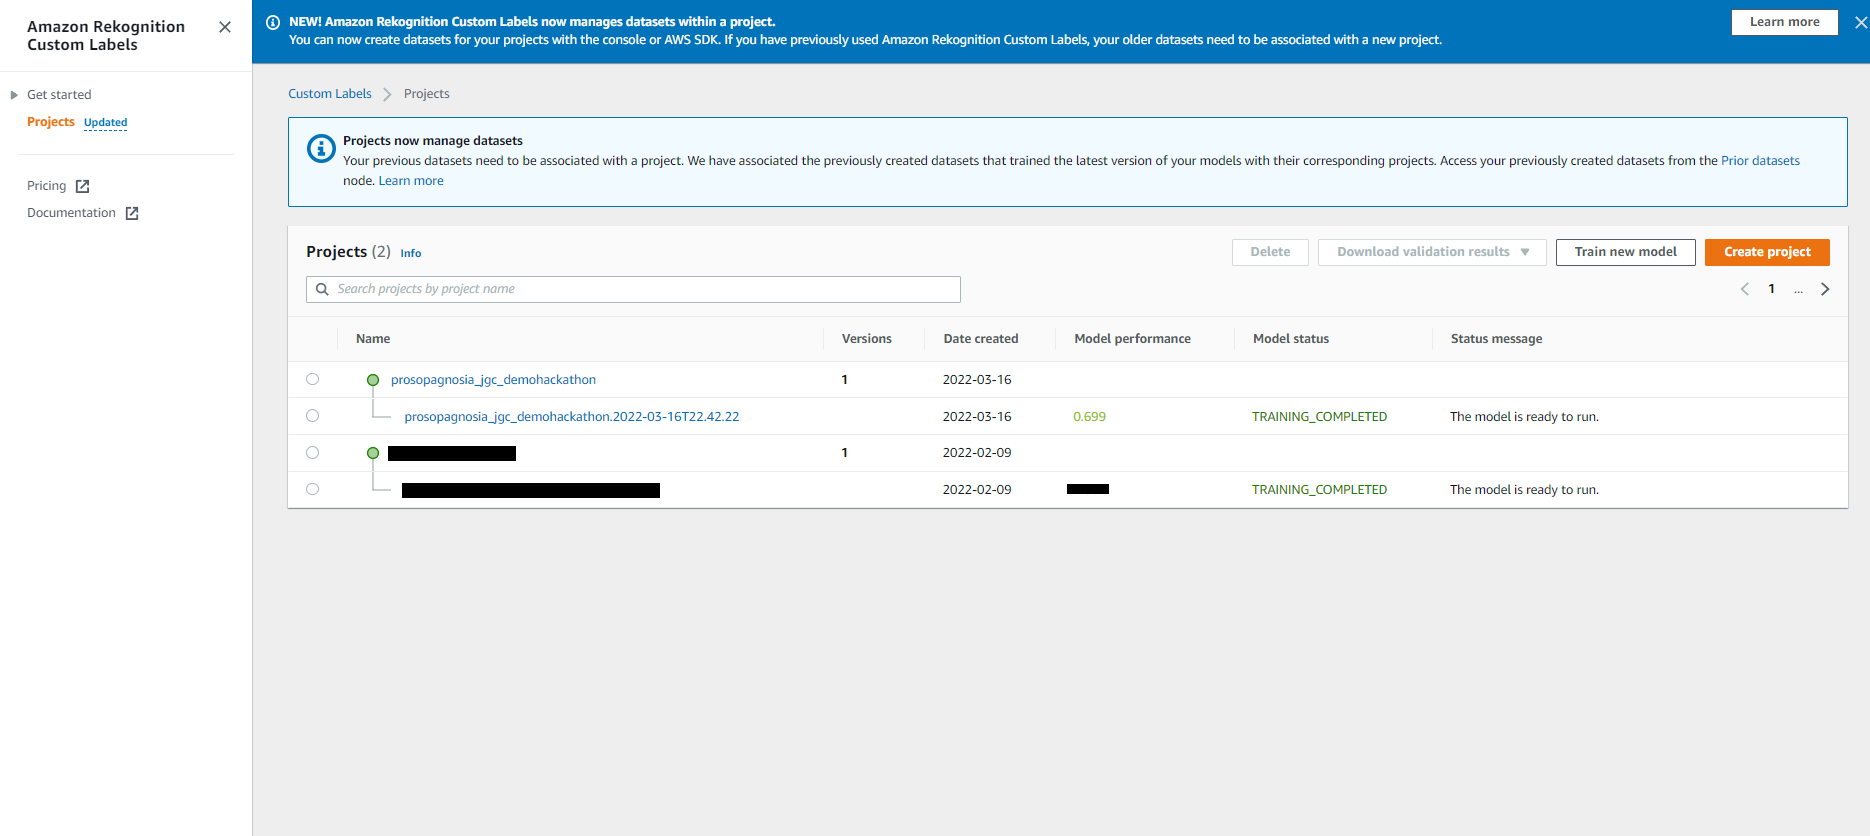 Amazon Rekognition
Custom Labels
Get started
Projects Updated
Pricing
Documentation
NEW! Amazon Rekognition Custom Labels now manages datasets within a project.
You can now create datasets for your projects with the console or AWS SDK. If you have previously used Amazon Rekognition Custom Labels, your older datasets need to be associated with a new project.
Learn more
Custom Labels Projects
Projects now manage datasets
Your previous datasets need to be associated with a project. We have associated the previously created datasets that trained the latest version of your models with their corresponding projects. Access your previously created datasets from the Prior datasets
node. Learn more
Projects (2) Info
Delete Download validation results Train new model Create project
Search projects by project name
1 ...
Name Versions Date created Model performance Model status Status message
prosopagnosia_jgc_demohackathon 1 2022-03-16
prosopagnosia_jgc_demohackathon.2022-03-16T22.42.22 2022-03-16 0.699 TRAINING_COMPLETED The model is ready to run.
1 2022-02-09
2022-02-09 TRAINING_COMPLETED The model is ready to run.